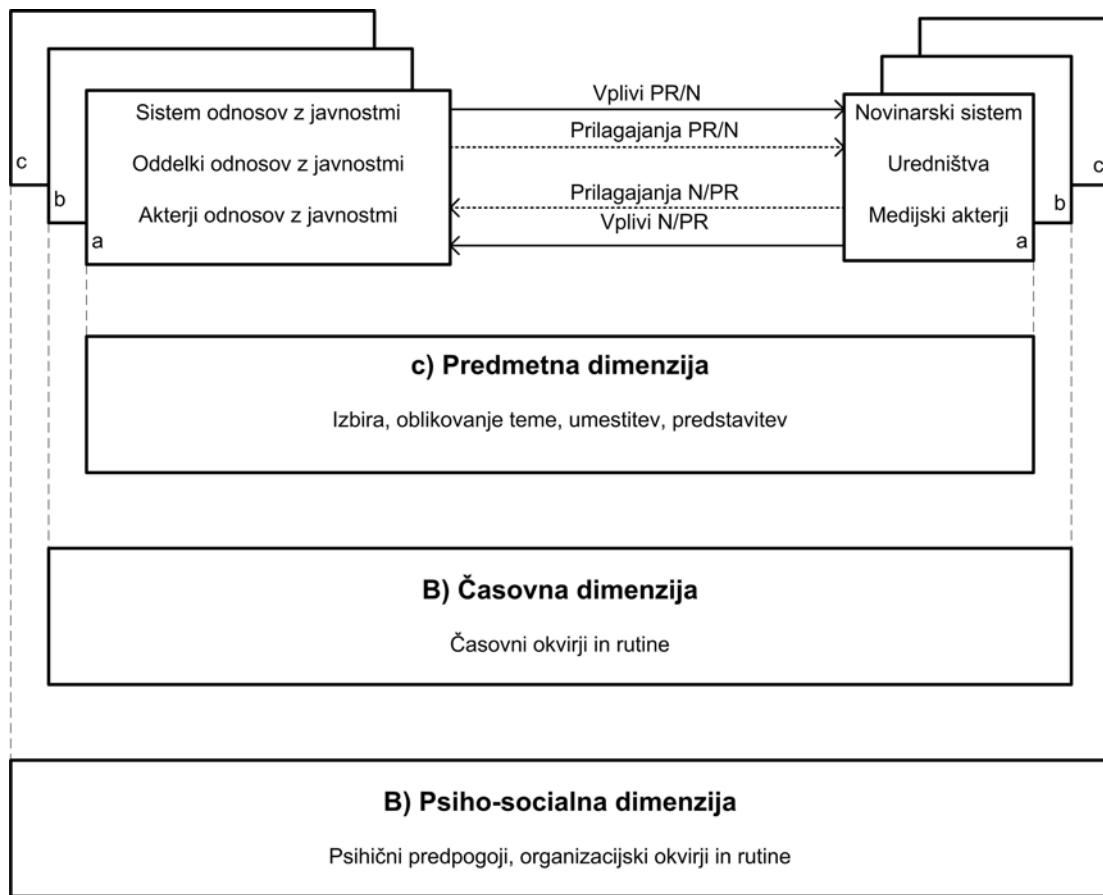 Sistem odnosov z javnostmi
Oddelki odnosov z javnostmi
Akterji odnosov z javnostmi
c
b
a
Vplivi PR/N
Prilagajanja PR/N
Prilagajanja N/PR
Vplivi N/PR
Novinarski sistem
Uredništva
Medijski akterji
c
b
a
c) Predmetna dimenzija
Izbira, oblikovanje teme, umestitev, predstavitev
B) Časovna dimenzija
Časovni okvirji in rutine
B) Psiho-socialna dimenzija
Psihični predpogoji, organizacijski okvirji in rutine